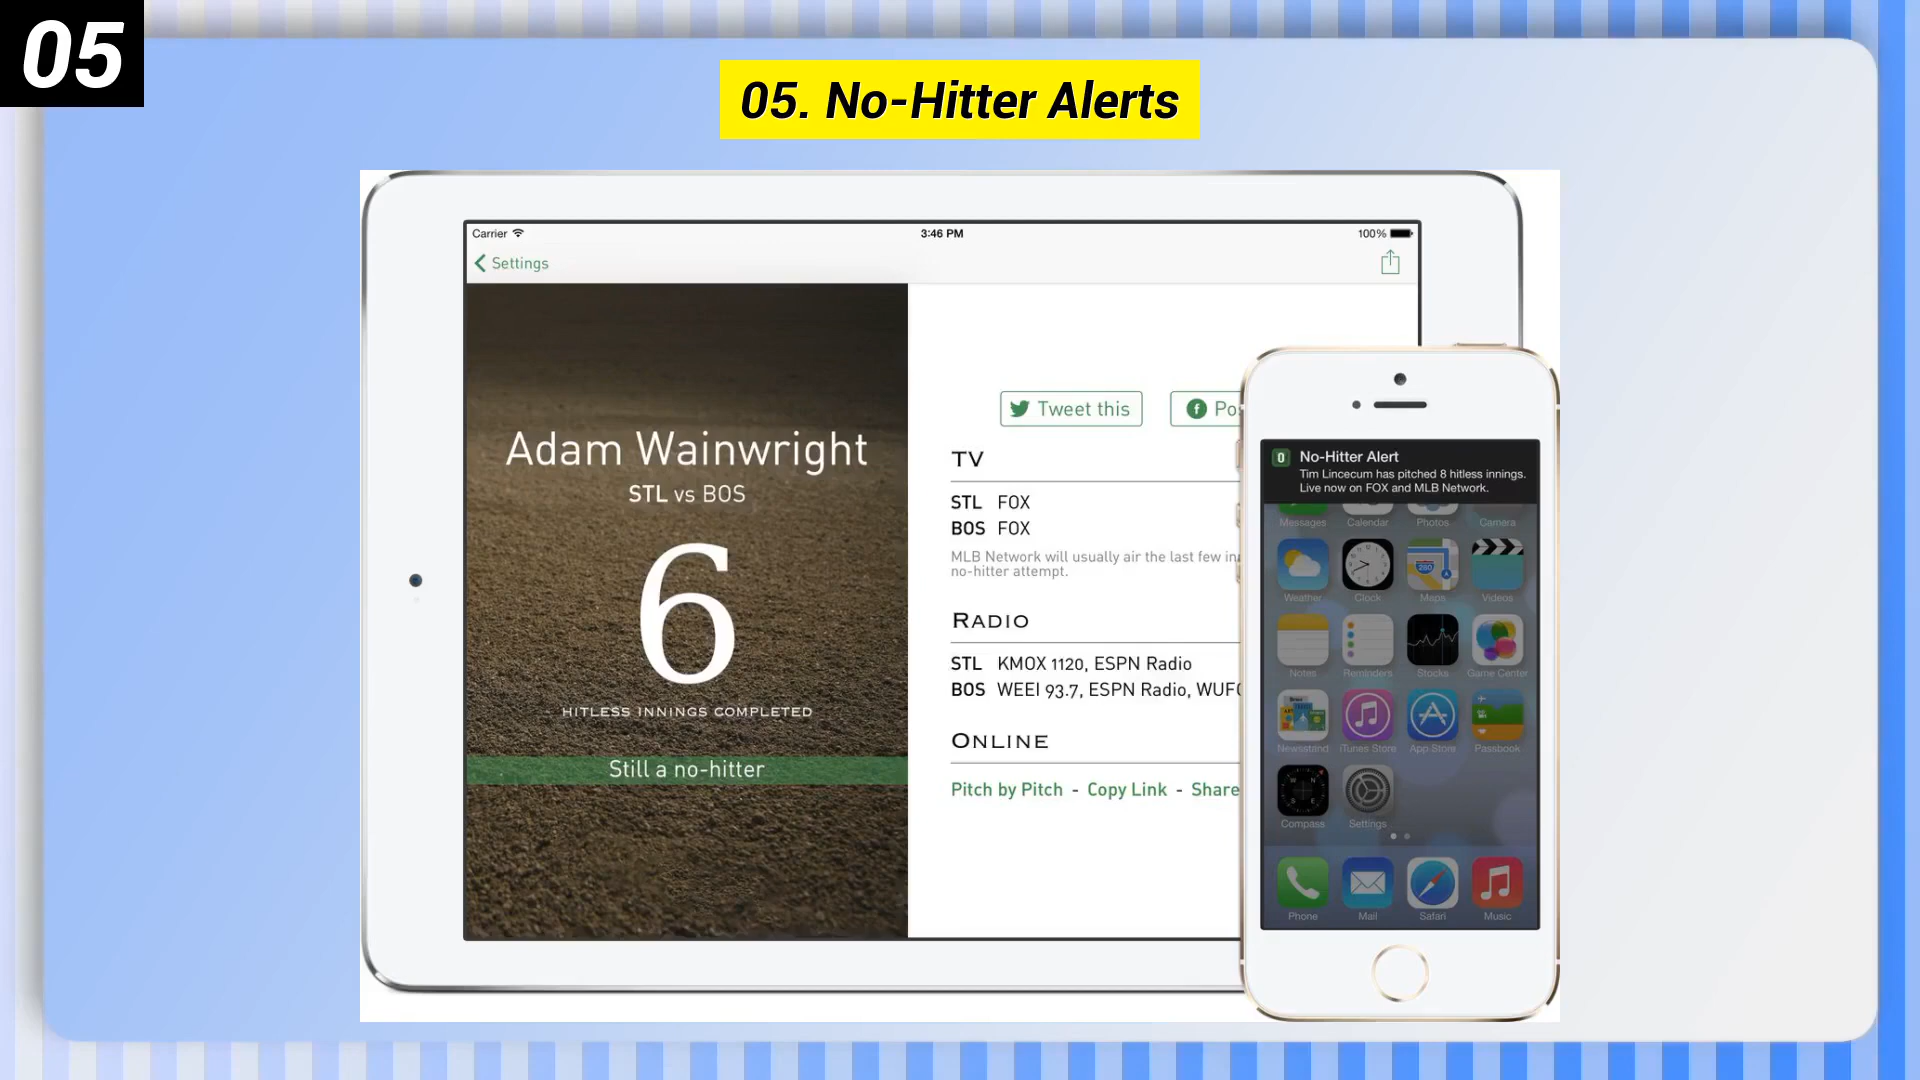 05
05. No-Hitter Alerts
Carrier
3:46 PM
100%
Settings
Adam Wainwright
STL vs BOS
6
HITLESS INNINGS COMPLETED
Still a no-hitter
Tweet this
TV
STL FOX
BOS FOX
MLB Network will usually air the last few
no-hitter attempt.
RADIO
STL KMOX 1120, ESPN Radio
BOS WEEI 93.7, ESPN Radio,
ONLINE
Pitch by Pitch - Copy Link - Share
0
No-Hitter Alert
Tim Lincecum has pitched 8 hitless innings.
Live now on FOX and MLB Network.
Messages Calendar Photos Camera
280
Weather Clock Maps Videos
Notes Reminders Stocks Game Center
Newsstand iTunes Store App Store Passbook
Compass Settings
Phone Mail Safari Music